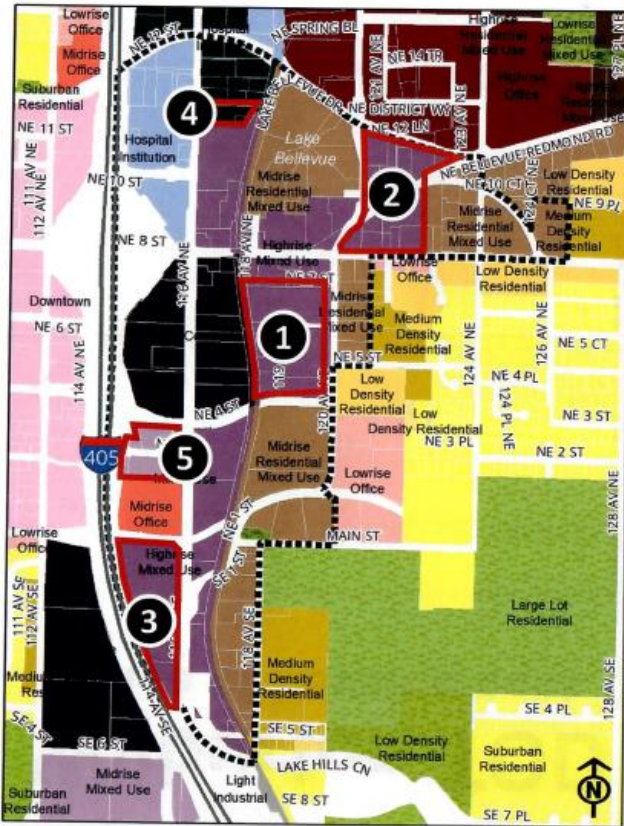 NE 12 ST
Hospital
NE SPRING BL
Highrise
Residential
Mixed Use
Lowrise
Residential
Mixed Use
127 PL NE
Lowrise
Office
Midrise
Office
Suburban
Residential
NE 11 ST
111 AV NE
112 AV NE
4
LAKE BELLEVUE DR
121 AV NE
NE 14 TR
NE DISTRICT WY
NE 12 LN
123 AV NE
Highrise
Office
NE BELLEVUE REDMOND RD
Hospital
Institution
Lake
Bellevue
Midrise
Residential
Mixed Use
NE 10 ST
2
NE 10 CT
124 CT NE
Low Density
Residential
NE 9 PL
Medium
Density
Residential
Midrise
Residential
Mixed Use
NE 8 ST
116 AV NE
118 AV NE
Highrise
Mixed Use
NE 7 ST
Lowrise
Office
Low Density
Residential
Downtown
NE 6 ST
114 AV NE
1
119
Midrise
Residential
Mixed Use
Medium
Density
Residential
NE 5 ST
124 AV NE
126 AV NE
NE 5 CT
NE 4 PL
NE 4 ST
120 AV NE
Low
Density
Residential
Low
Density Residential
NE 3 PL
124 PL NE
NE 3 ST
NE 2 ST
405
5
Midrise
Residential
Mixed Use
Lowrise
Office
128 AV NE
Midrise
Office
NE 1 ST
MAIN ST
Lowrise
Office
Highrise
Mixed Use
SE 1 ST
111 AV SE
112 AV SE
3
118 AV SE
Large Lot
Residential
128 AV SE
Medium
Density
Residential
114 AV SE
SE 4 ST
SE 4 PL
SE 5 ST
SE 6 ST
Low Density
Residential
Suburban
Residential
LAKE HILLS CN
Midrise
Mixed Use
Light
Industrial
Suburban
Residential
SE 8 ST
SE 7 PL
N